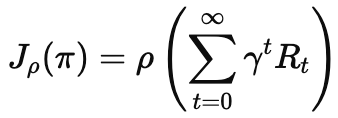 J_ρ(π) = ρ ( ∑_{t=0}^{∞} γ^t R_t )